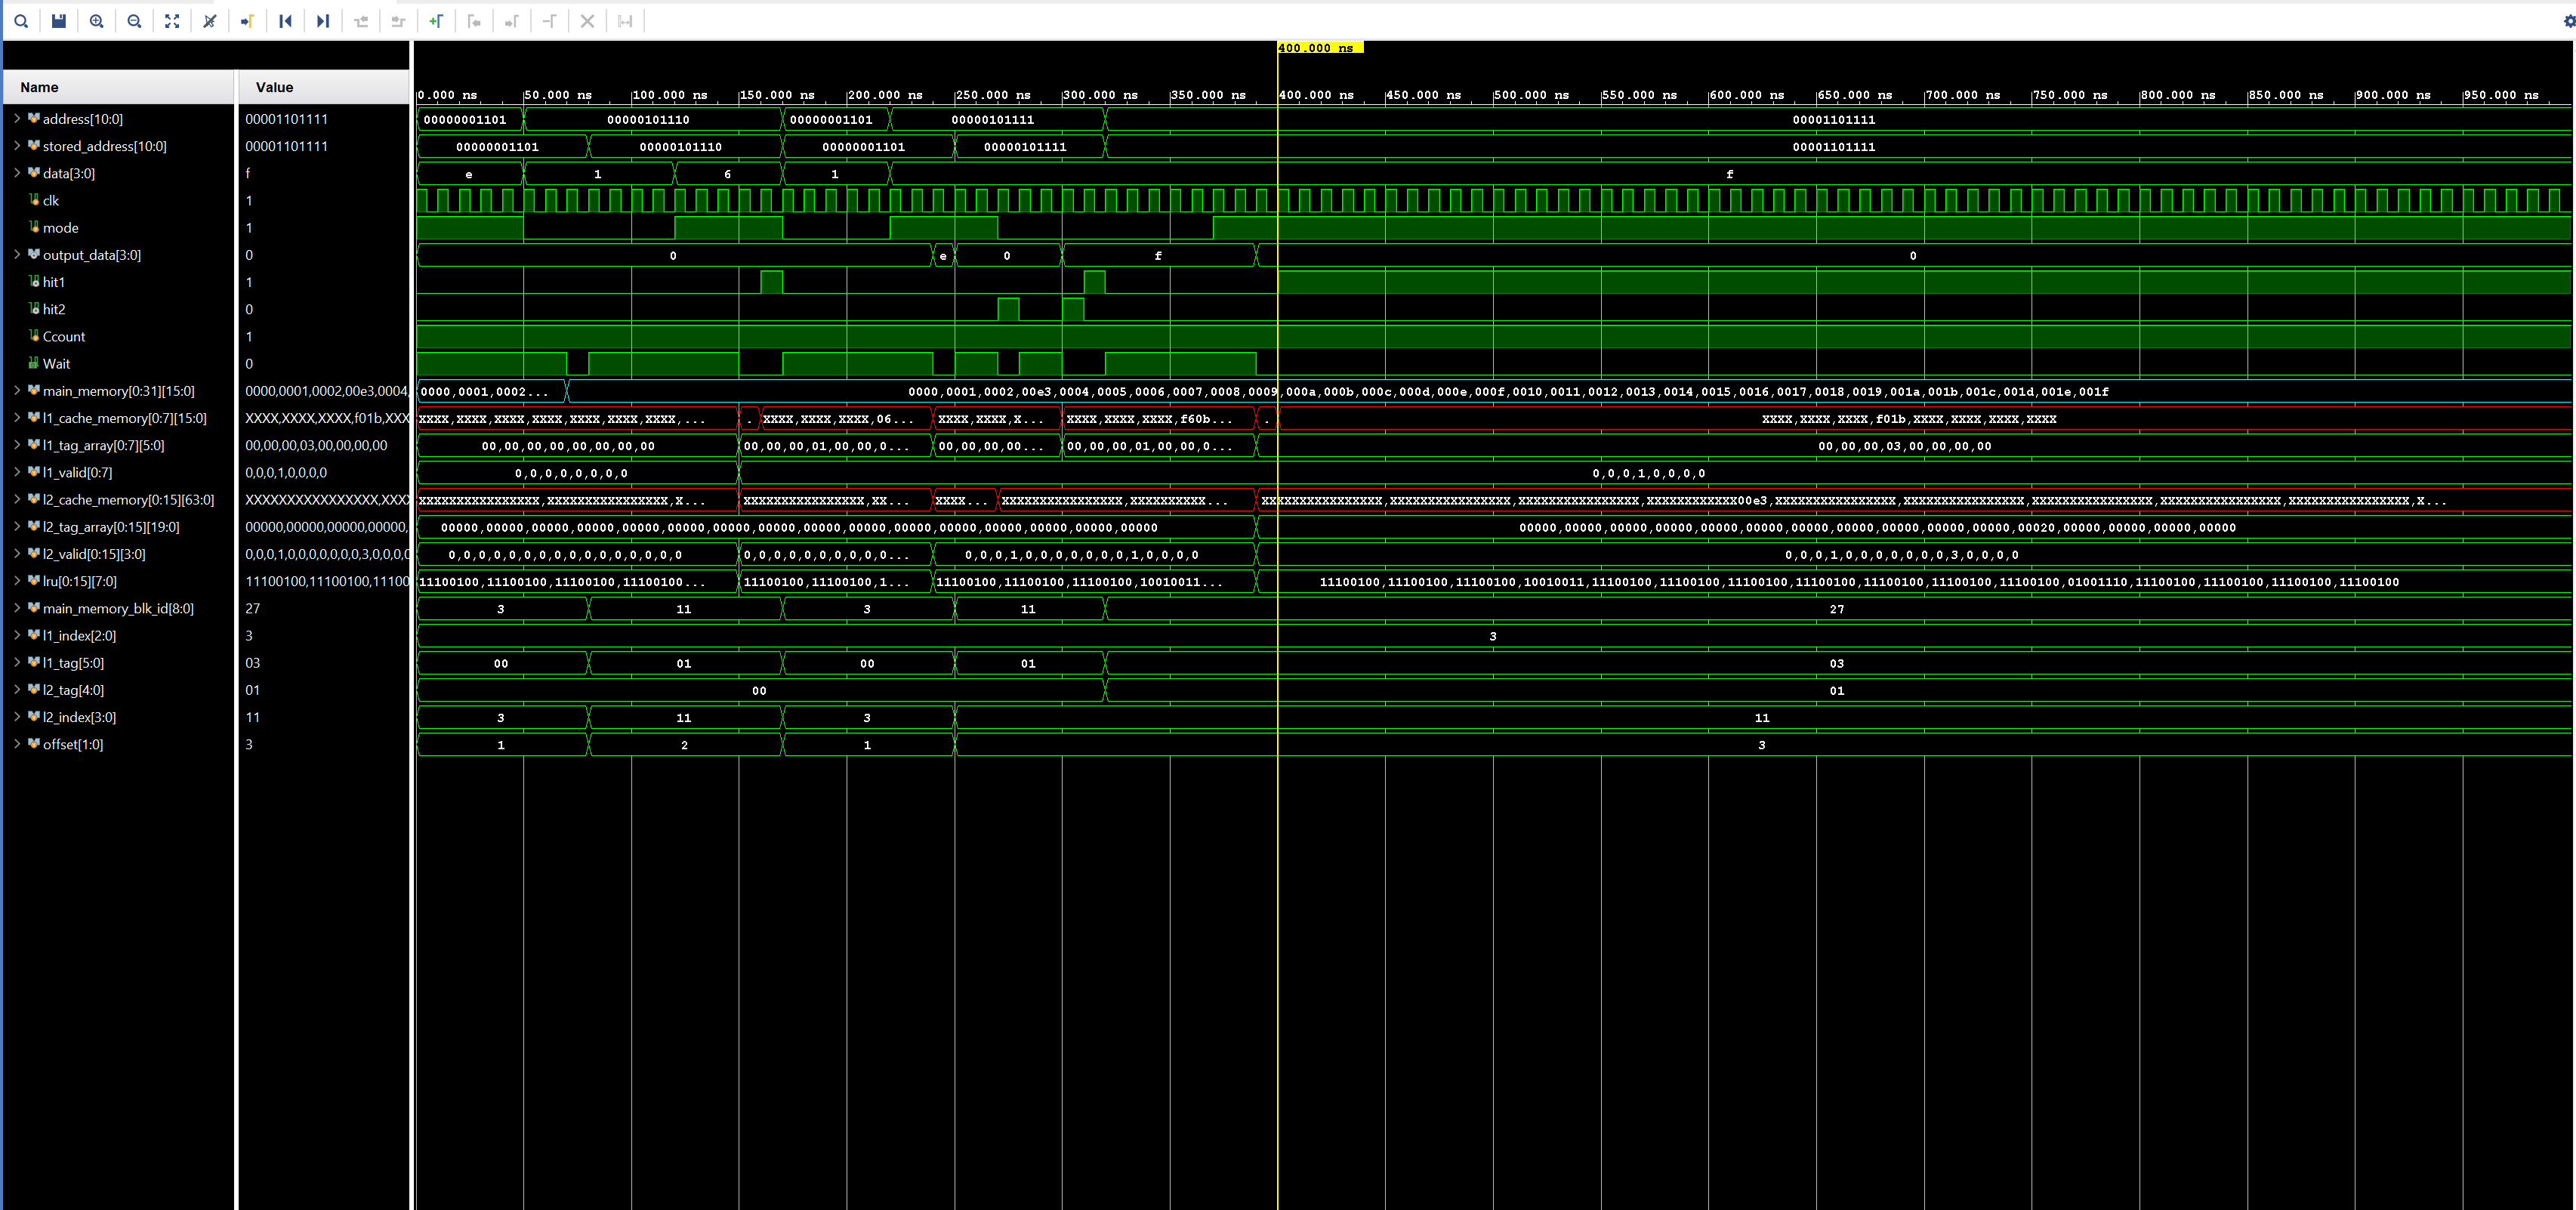 400.000 ns
Name Value 0.000 ns 50.000 ns 100.000 ns 150.000 ns 200.000 ns 250.000 ns 300.000 ns 350.000 ns 400.000 ns 450.000 ns 500.000 ns 550.000 ns 600.000 ns 650.000 ns 700.000 ns 750.000 ns 800.000 ns 850.000 ns 900.000 ns 950.000 ns
address[10:0] 00001101111 00000001101 00000101110 00000001101 00000101111 00001101111
stored_address[10:0] 00001101111 00000001101 00000101110 00000001101 00000101111 00001101111
data[3:0] f e 1 6 1 f
clk 1
mode 1
output_data[3:0] 0 0 e 0 f 0
hit1 1
hit2 0
Ccount 1
Wait 0
main_memory[0:31][15:0] 0000,0001,0002,00e3,0004, 0000,0001,0002... 0000,0001,0002,00e3,0004,0005,0006,0007,0008,0009,000a,000b,000c,000d,000e,000f,0010,0011,0012,0013,0014,0015,0016,0017,0018,0019,001a,001b,001c,001d,001e,001f
l1_cache_memory[0:7][15:0] XXXX,XXXX,XXXX,f01b,XXX XXXX,XXXX,XXXX,XXXX,XXXX,XXXX,XXXX,... . XXXX,XXXX,XXXX,06... XXXX,XXXX,X... XXXX,XXXX,XXXX,f60b... . XXXX,XXXX,XXXX,f01b,XXXX,XXXX,XXXX,XXXX
l1_tag_array[0:7][5:0] 00,00,00,03,00,00,00,00 00,00,00,00,00,00,00,00 00,00,00,01,00,00,0... 00,00,00,00... 00,00,00,01,00,00,0... 00,00,00,03,00,00,00,00
l1_valid[0:7] 0,0,0,1,0,0,0,0 0,0,0,0,0,0,0,0 0,0,0,1,0,0,0,0
l2_cache_memory[0:15][63:0] XXXXXXXXXXXXXXXX,XXX XXXXXXXXXXXXXXXX,XXXXXXXXXXXXXXXX,X... XXXXXXXXXXXXXXXX,XX... XXXX... XXXXXXXXXXXXXXXX,XXXXXXXXXX... XXXXXXXXXXXXXXXX,XXXXXXXXXXXXXXXX,XXXXXXXXXXXXXXXX,XXXXXXXXXXXX00e3,XXXXXXXXXXXXXXXX,XXXXXXXXXXXXXXXX,XXXXXXXXXXXXXXXX,XXXXXXXXXXXXXXXX,XXXXXXXXXXXXXXXX,X...
l2_tag_array[0:15][19:0] 00000,00000,00000,00000, 00000,00000,00000,00000,00000,00000,00000,00000,00000,00000,00000,00000,00000,00000,00000,00000 00000,00000,00000,00000,00000,00000,00000,00000,00000,00000,00000,00020,00000,00000,00000,00000
l2_valid[0:15][3:0] 0,0,0,1,0,0,0,0,0,0,0,3,0,0,0,0 0,0,0,0,0,0,0,0,0,0,0,0,0,0,0,0 0,0,0,0,0,0,0,0,0,0,0... 0,0,0,1,0,0,0,0,0,0,0,1,0,0,0,0 0,0,0,1,0,0,0,0,0,0,0,3,0,0,0,0
lru[0:15][7:0] 11100100,11100100,11100 11100100,11100100,11100100,11100100... 11100100,11100100,1... 11100100,11100100,11100100,10010011... 11100100,11100100,11100100,10010011,11100100,11100100,11100100,11100100,11100100,11100100,11100100,01001110,11100100,11100100,11100100,11100100
main_memory_blk_id[8:0] 27 3 11 3 11 27
l1_index[2:0] 3 3
l1_tag[5:0] 03 00 01 00 01 03
l2_tag[4:0] 01 00 01
l2_index[3:0] 11 3 11 3 11
offset[1:0] 3 1 2 1 3